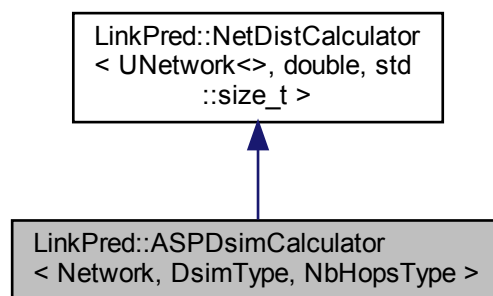 LinkPred::NetDistCalculator
< UNetwork<>, double, std
::size_t >
LinkPred::ASPDsimCalculator
< Network, DsimType, NbHopsType >